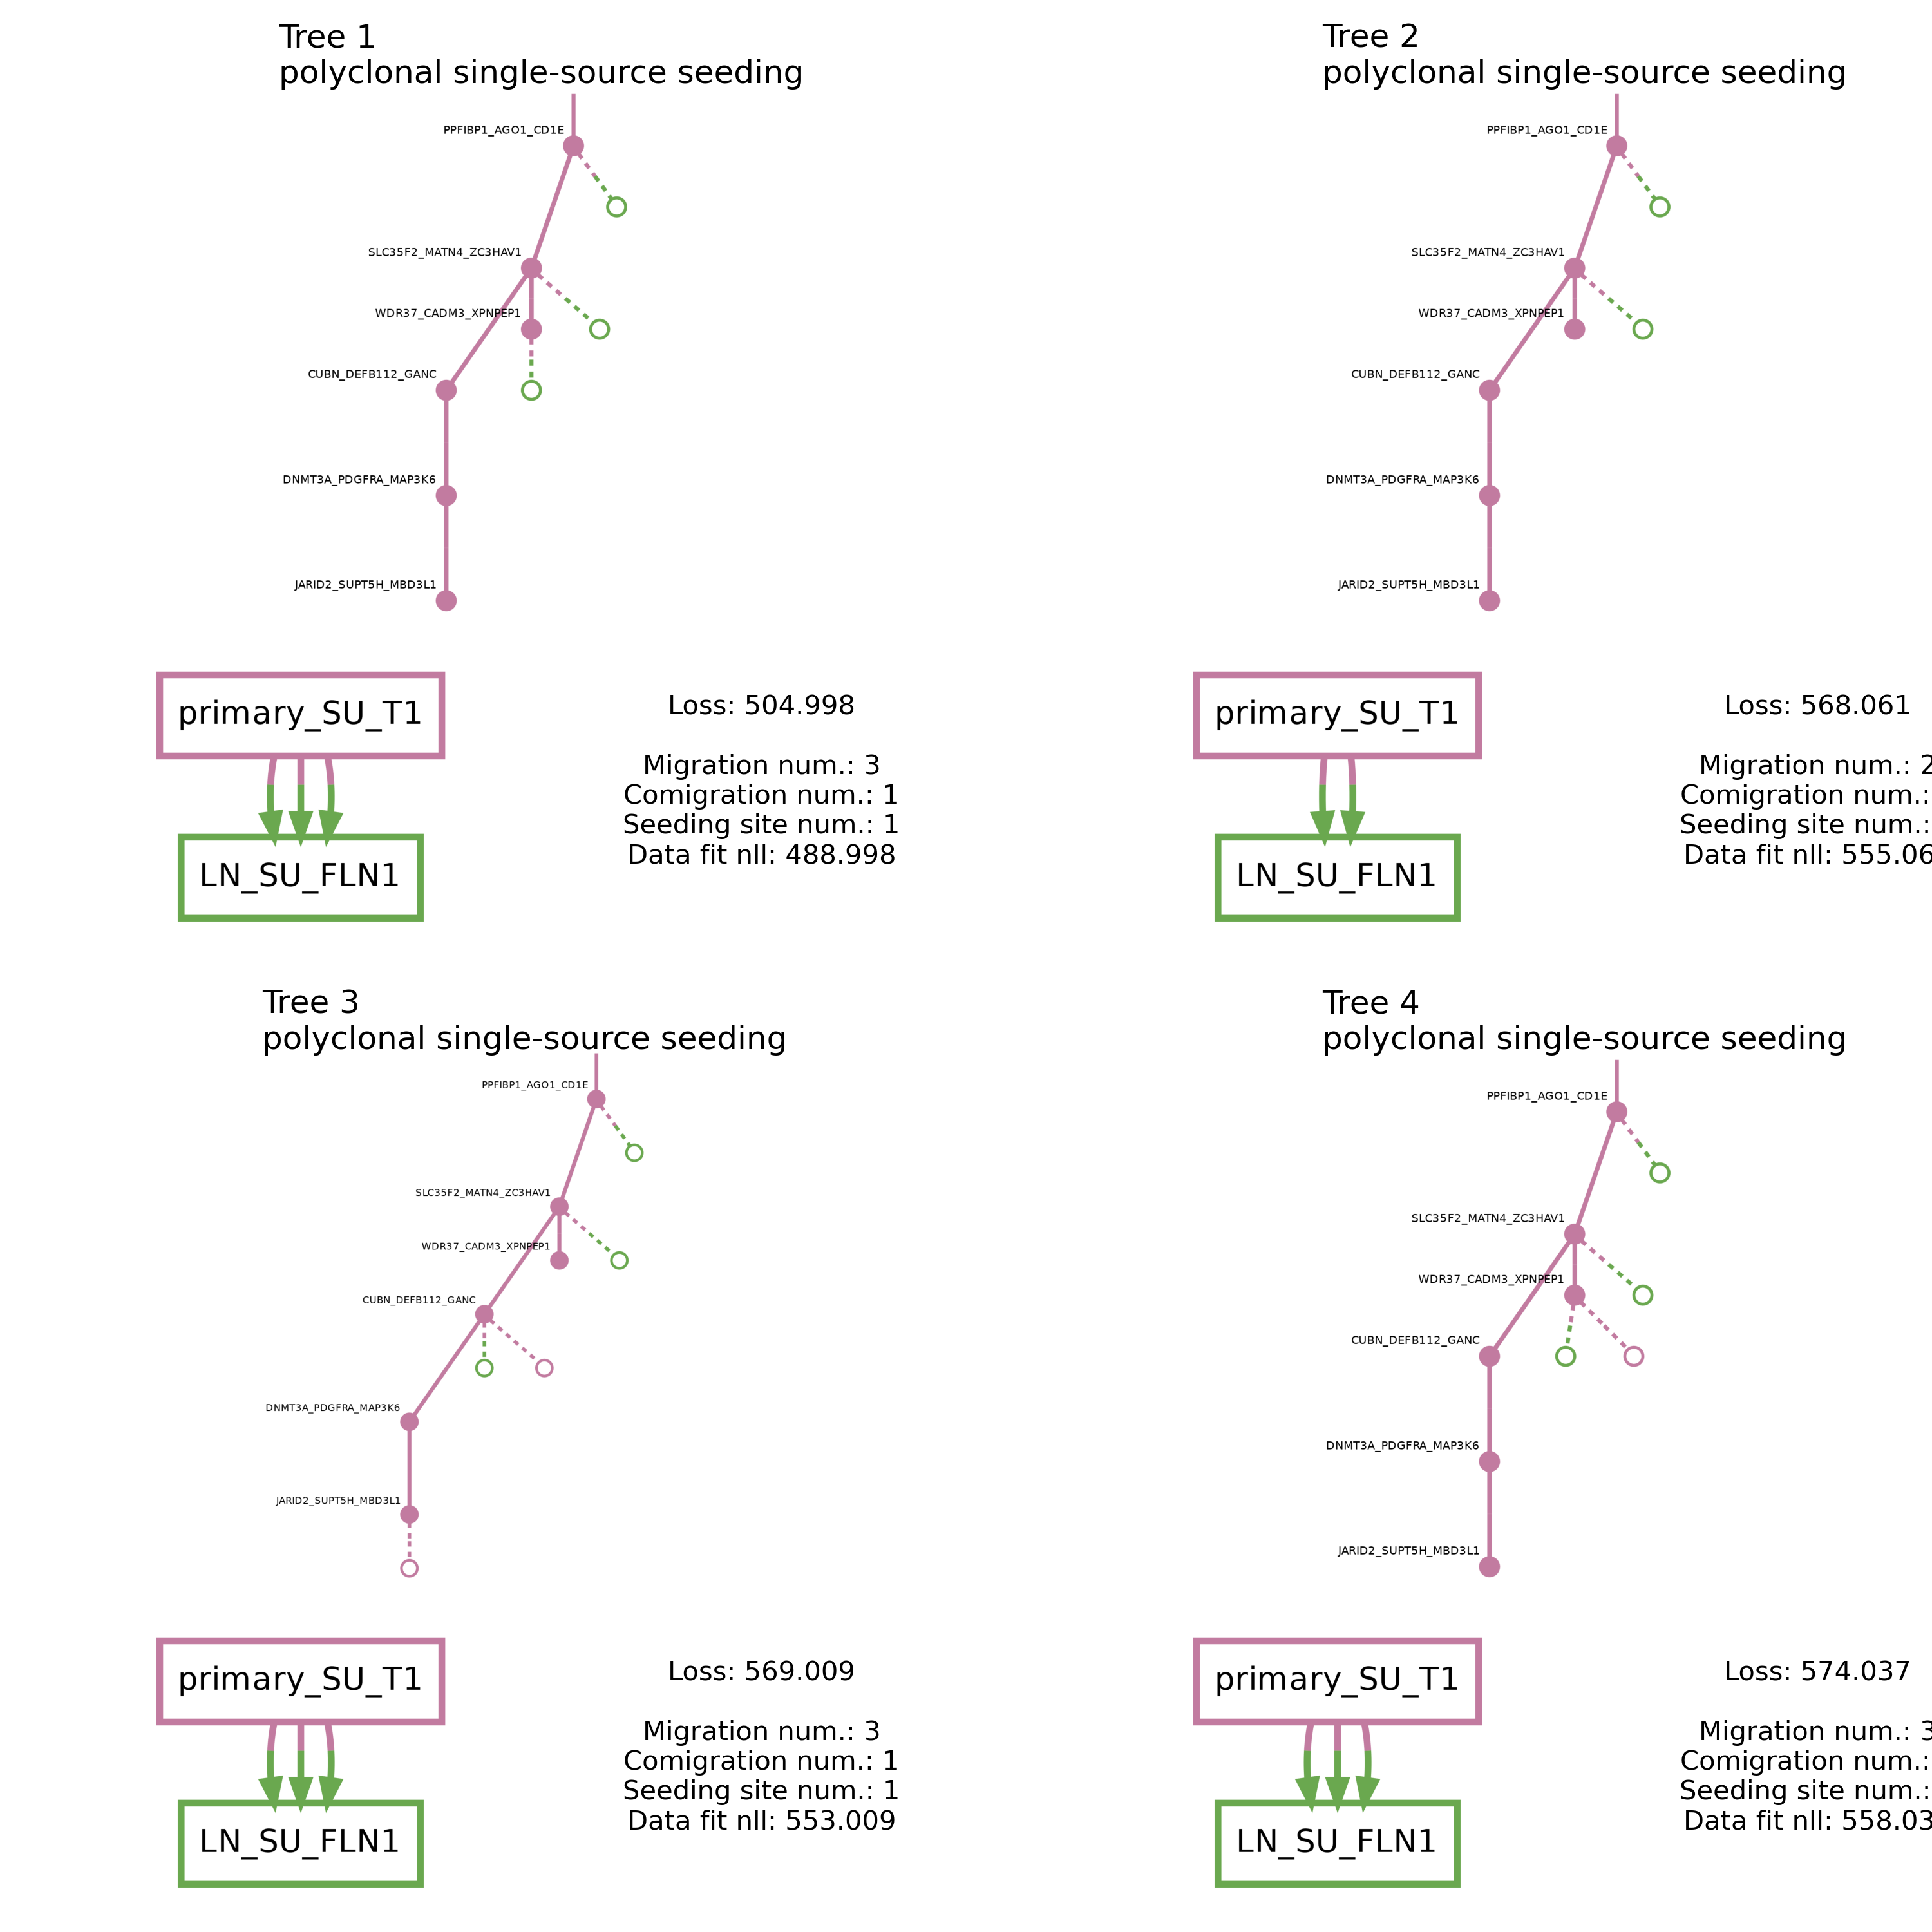 Tree 1
polyclonal single-source seeding
PPFIBP1_AGO1_CD1E
SLC35F2_MATN4_ZC3HAV1
WDR37_CADM3_XPNPEP1
CUBN_DEFB112_GANC
DNMT3A_PDGFRA_MAP3K6
JARID2_SUPT5H_MBD3L1
primary_SU_T1
LN_SU_FLN1
Loss: 504.998
Migration num.: 3
Comigration num.: 1
Seeding site num.: 1
Data fit nll: 488.998
Tree 2
polyclonal single-source seeding
PPFIBP1_AGO1_CD1E
SLC35F2_MATN4_ZC3HAV1
WDR37_CADM3_XPNPEP1
CUBN_DEFB112_GANC
DNMT3A_PDGFRA_MAP3K6
JARID2_SUPT5H_MBD3L1
primary_SU_T1
LN_SU_FLN1
Loss: 568.061
Migration num.: 2
Comigration num.:
Seeding site num.:
Data fit nll: 555.06
Tree 3
polyclonal single-source seeding
PPFIBP1_AGO1_CD1E
SLC35F2_MATN4_ZC3HAV1
WDR37_CADM3_XPNPEP1
CUBN_DEFB112_GANC
DNMT3A_PDGFRA_MAP3K6
JARID2_SUPT5H_MBD3L1
primary_SU_T1
LN_SU_FLN1
Loss: 569.009
Migration num.: 3
Comigration num.: 1
Seeding site num.: 1
Data fit nll: 553.009
Tree 4
polyclonal single-source seeding
PPFIBP1_AGO1_CD1E
SLC35F2_MATN4_ZC3HAV1
WDR37_CADM3_XPNPEP1
CUBN_DEFB112_GANC
DNMT3A_PDGFRA_MAP3K6
JARID2_SUPT5H_MBD3L1
primary_SU_T1
LN_SU_FLN1
Loss: 574.037
Migration num.: 3
Comigration num.:
Seeding site num.:
Data fit nll: 558.03